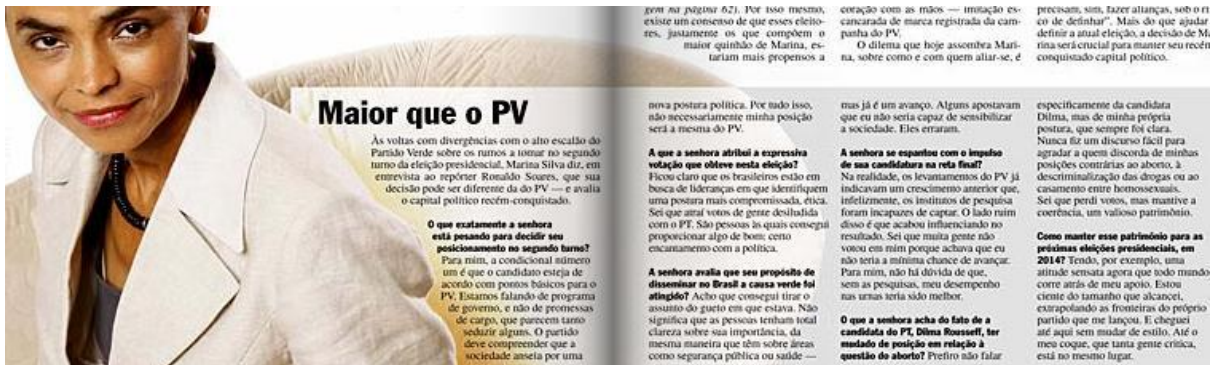 gem na página 62). Por isso mesmo,
existe um consenso de que esses eleito-
res, justamente os que compõem o
maior quinhão de Marina, es-
tariam mais propensos a
coração com as mãos — imitação es-
cancarada de marca registrada da cam-
panha do PV.
O dilema que hoje assombra Mari-
na, sobre como e com quem aliar-se, é
precisam, sim, fazer alianças, sob o ri
co de definhar". Mais do que ajudar
definir a atual eleição, a decisão de Ma
rina será crucial para manter seu recém
conquistado capital político.
Maior que o PV
Às voltas com divergências com o alto escalão do
Partido Verde sobre os rumos a tomar no segundo
turno da eleição presidencial, Marina Silva diz, em
entrevista ao repórter Ronaldo Soares, que sua
decisão pode ser diferente da do PV — e avalia
o capital político recém-conquistado.
O que exatamente a senhora
está pesando para decidir seu
posicionamento no segundo turno?
Para mim, a condicional número
um é que o candidato esteja de
acordo com pontos básicos para o
PV. Estamos falando de programa
de governo, e não de promessas
de cargo, que parecem tanto
seduzir alguns. O partido
deve compreender que a
sociedade anseia por uma
nova postura política. Por tudo isso,
não necessariamente minha posição
será a mesma do PV.
A que a senhora atribui a expressiva
votação que obteve nesta eleição?
Ficou claro que os brasileiros estão em
busca de lideranças em que identifiquem
uma postura mais compromissada, ética.
Sei que atraí votos de gente desiludida
com o PT. São pessoas às quais consegui
proporcionar algo de bom: certo
encantamento com a política.
A senhora avalia que seu propósito de
disseminar no Brasil a causa verde foi
atingido? Acho que consegui tirar o
assunto do gueto em que estava. Não
significa que as pessoas tenham total
clareza sobre sua importância, da
mesma maneira que têm sobre áreas
como segurança pública ou saúde —
mas já é um avanço. Alguns apostavam
que eu não seria capaz de sensibilizar
a sociedade. Eles erraram.
A senhora se espantou com o impulso
de sua candidatura na reta final?
Na realidade, os levantamentos do PV já
indicavam um crescimento anterior que,
infelizmente, os institutos de pesquisa
foram incapazes de captar. O lado ruim
disso é que acabou influenciando no
resultado. Sei que muita gente não
votou em mim porque achava que eu
não teria a mínima chance de avançar.
Para mim, não há dúvida de que,
sem as pesquisas, meu desempenho
nas urnas teria sido melhor.
O que a senhora acha do fato de a
candidata do PT, Dilma Rousseff, ter
mudado de posição em relação à
questão do aborto? Prefiro não falar
especificamente da candidata
Dilma, mas de minha própria
postura, que sempre foi clara.
Nunca fiz um discurso fácil para
agradar a quem discorda de minhas
posições contrárias ao aborto, à
descriminalização das drogas ou ao
casamento entre homossexuais.
Sei que perdi votos, mas mantive a
coerência, um valioso patrimônio.
Como manter esse patrimônio para as
próximas eleições presidenciais, em
2014? Tendo, por exemplo, uma
atitude sensata agora que todo mundo
corre atrás de meu apoio. Estou
ciente do tamanho que alcancei,
extrapolando as fronteiras do próprio
partido que me lançou. E cheguei
até aqui sem mudar de estilo. Até o
meu coque, que tanta gente critica,
está no mesmo lugar.